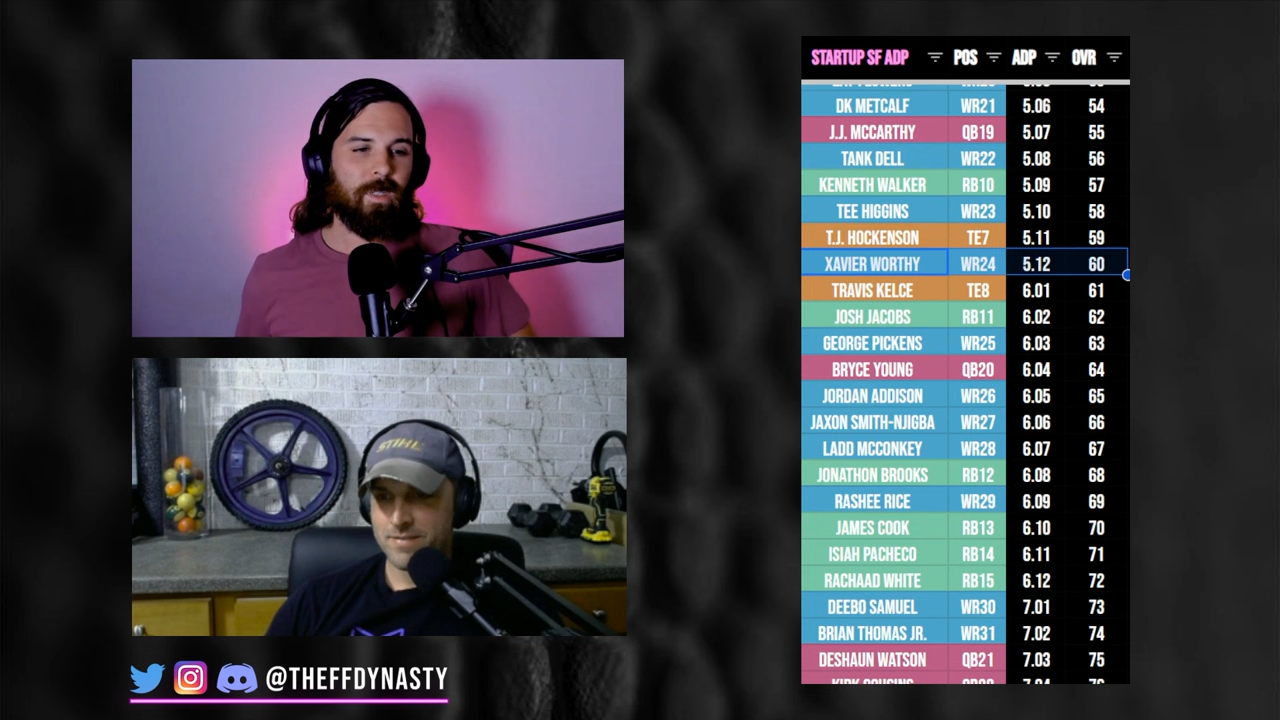 STARTUP SF ADP POS ADP OVR
DK METCALF WR21 5.06 54
J.J. MCCARTHY QB19 5.07 55
TANK DELL WR22 5.08 56
KENNETH WALKER RB10 5.09 57
TEE HIGGINS WR23 5.10 58
T.J. HOCKENSON TE7 5.11 59
XAVIER WORTHY WR24 5.12 60
TRAVIS KELCE TE8 6.01 61
JOSH JACOBS RB11 6.02 62
GEORGE PICKENS WR25 6.03 63
BRYCE YOUNG QB20 6.04 64
JORDAN ADDISON WR26 6.05 65
JAXON SMITH-NJIGBA WR27 6.06 66
LADD MCCONKEY WR28 6.07 67
JONATHON BROOKS RB12 6.08 68
RASHEE RICE WR29 6.09 69
JAMES COOK RB13 6.10 70
ISIAH PACHECO RB14 6.11 71
RACHAAD WHITE RB15 6.12 72
DEEBO SAMUEL WR30 7.01 73
BRIAN THOMAS JR. WR31 7.02 74
DESHAUN WATSON QB21 7.03 75
STIHL
@THEFFDYNASTY